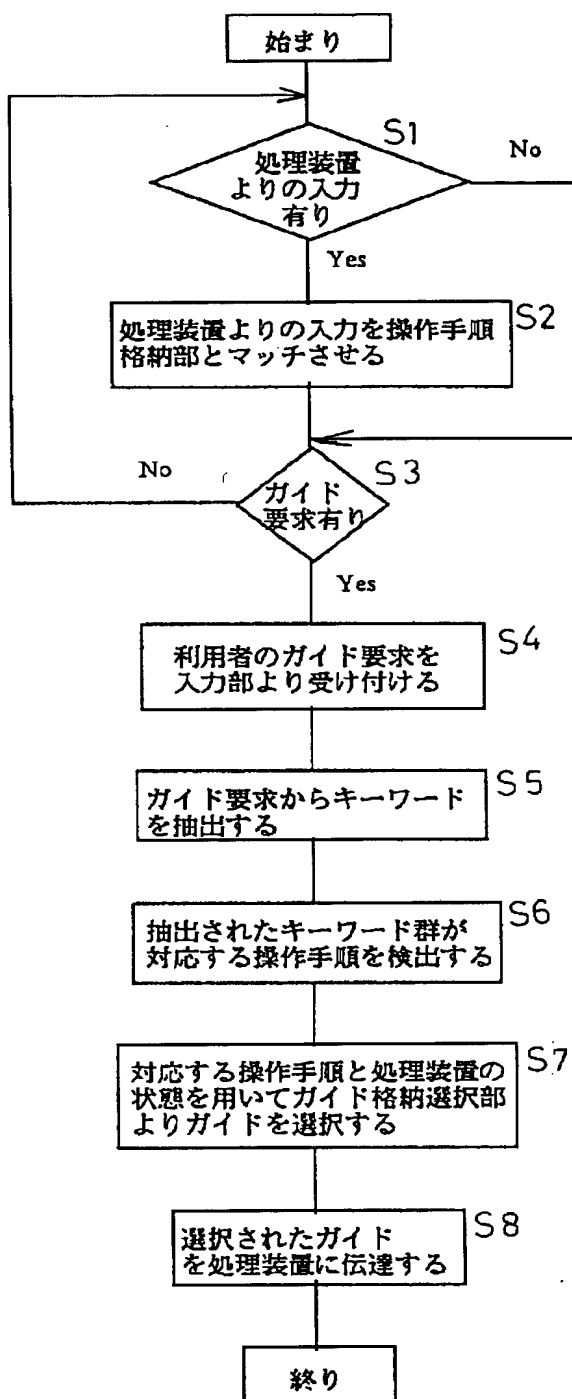 始まり
S1
No
処理装置
よりの入力
有り
Yes
S2
処理装置よりの入力を操作手順
格納部とマッチさせる
No
S3
ガイド
要求有り
Yes
S4
利用者のガイド要求を
入力部より受け付ける
S5
ガイド要求からキーワード
を抽出する
S6
抽出されたキーワード群が
対応する操作手順を検出する
S7
対応する操作手順と処理装置の
状態を用いてガイド格納選択部
よりガイドを選択する
S8
選択されたガイド
を処理装置に伝達する
終り